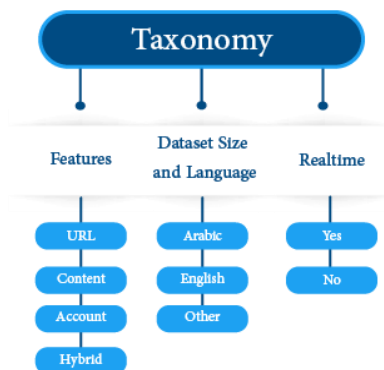 Taxonomy
Features
Dataset Size
and Language
Realtime
URL
Content
Account
Hybrid
Arabic
English
Other
Yes
No